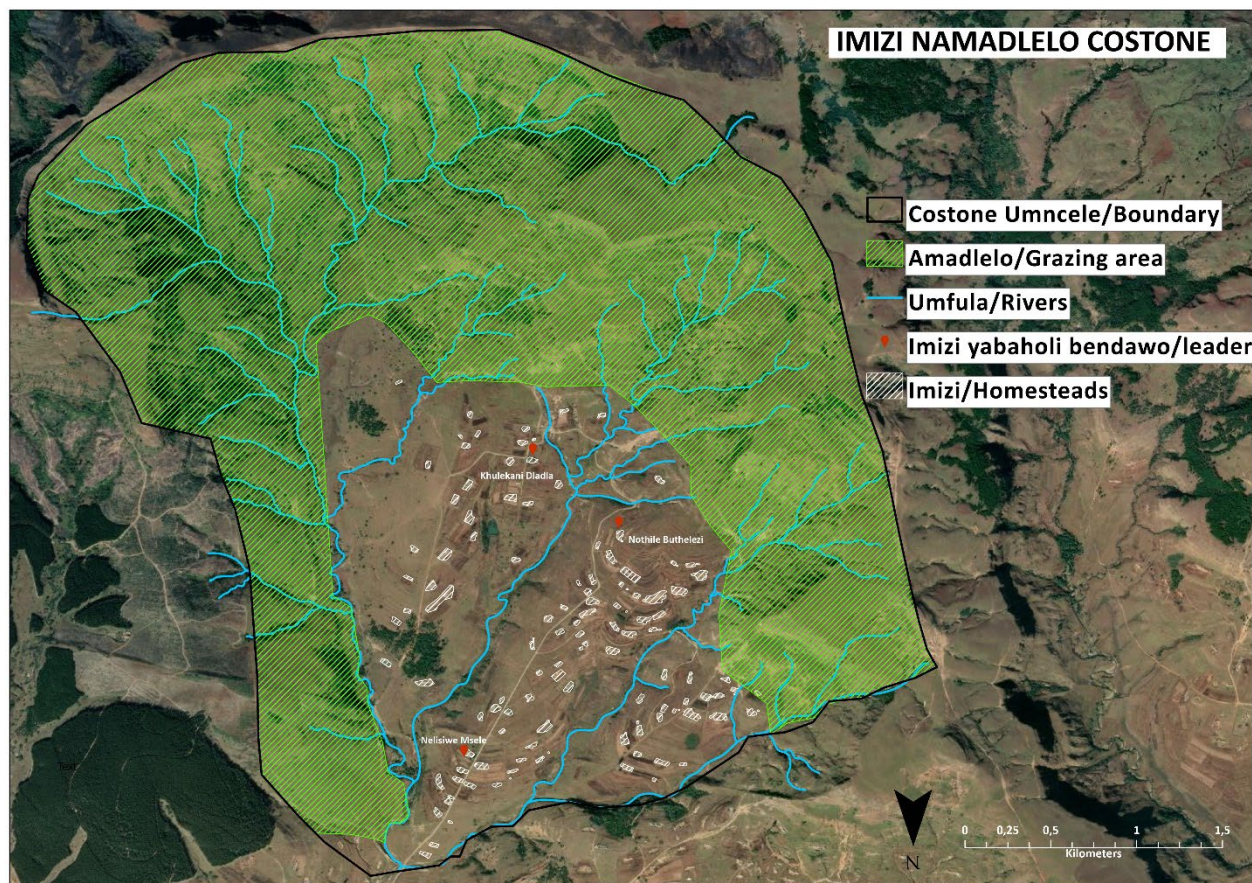 IMIZI NAMADLELO COSTONE
Costone Umncele/Boundary
Amadlelo/Grazing area
Umfula/Rivers
Imizi yabaholi bendawo/leader
Imizi/Homesteads
Khulekani Dladla
Nothile Buthelezi
Nelisiwe Msele
Text
0 0,25 0,5 1 1,5
Kilometers
N